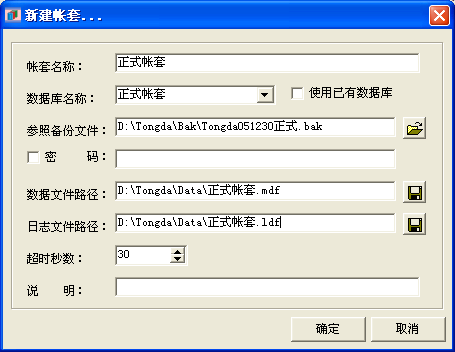 新建帐套...
帐套名称： 正式帐套
数据库名称： 正式帐套 使用已有数据库
参照备份文件： D:\Tongda\Bak\Tongda051230正式.bak
密 码：
数据文件路径： D:\Tongda\Data\正式帐套.mdf
日志文件路径： D:\Tongda\Data\正式帐套.ldf
超时秒数： 30
说 明：
确定 取消